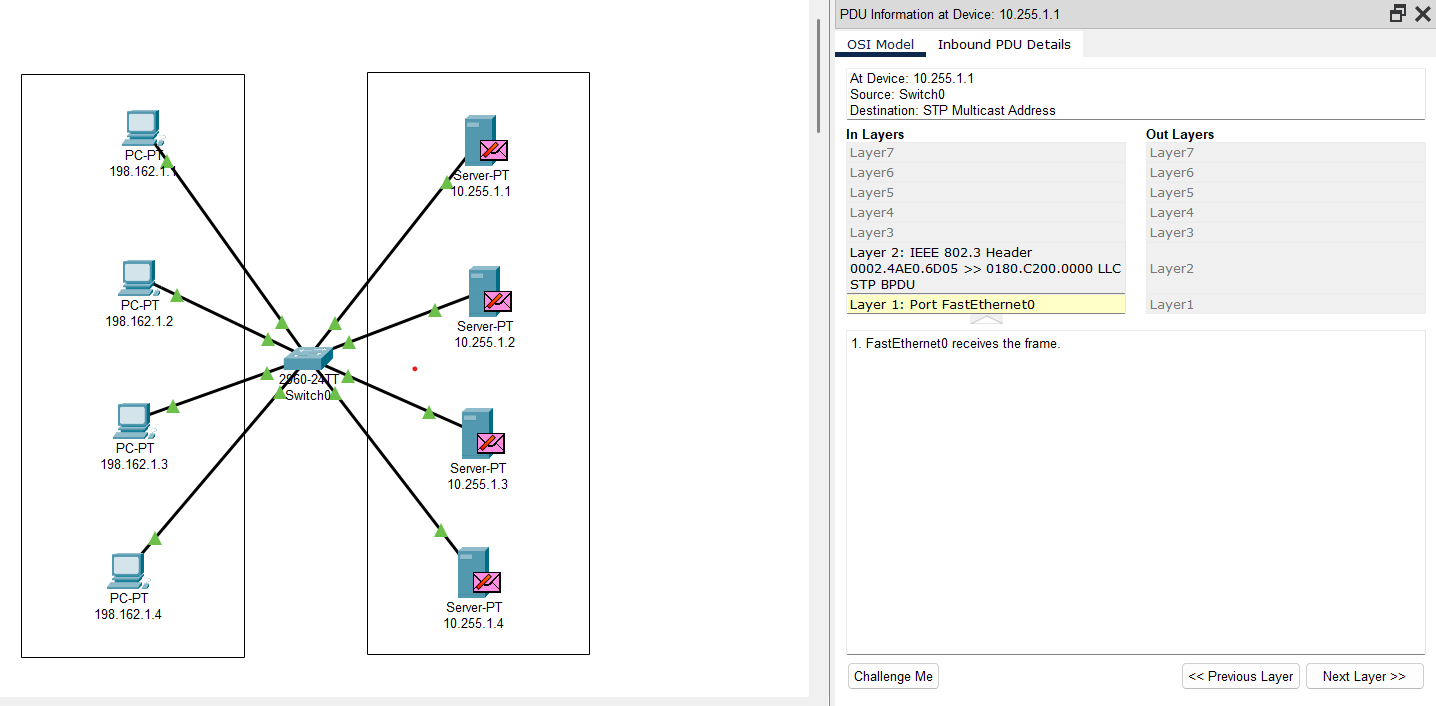 PC-PT
198.162.1.1
PC-PT
198.162.1.2
PC-PT
198.162.1.3
PC-PT
198.162.1.4
2960-24TT
Switch0
Server-PT
10.255.1.1
Server-PT
10.255.1.2
Server-PT
10.255.1.3
Server-PT
10.255.1.4
PDU Information at Device: 10.255.1.1
OSI Model
Inbound PDU Details
At Device: 10.255.1.1
Source: Switch0
Destination: STP Multicast Address
In Layers
Layer7
Layer6
Layer5
Layer4
Layer3
Layer 2: IEEE 802.3 Header
0002.4AE0.6D05 >> 0180.C200.0000 LLC
STP BPDU
Layer 1: Port FastEthernet0
Out Layers
Layer7
Layer6
Layer5
Layer4
Layer3
Layer2
Layer1
1. FastEthernet0 receives the frame.
Challenge Me
<< Previous Layer
Next Layer >>